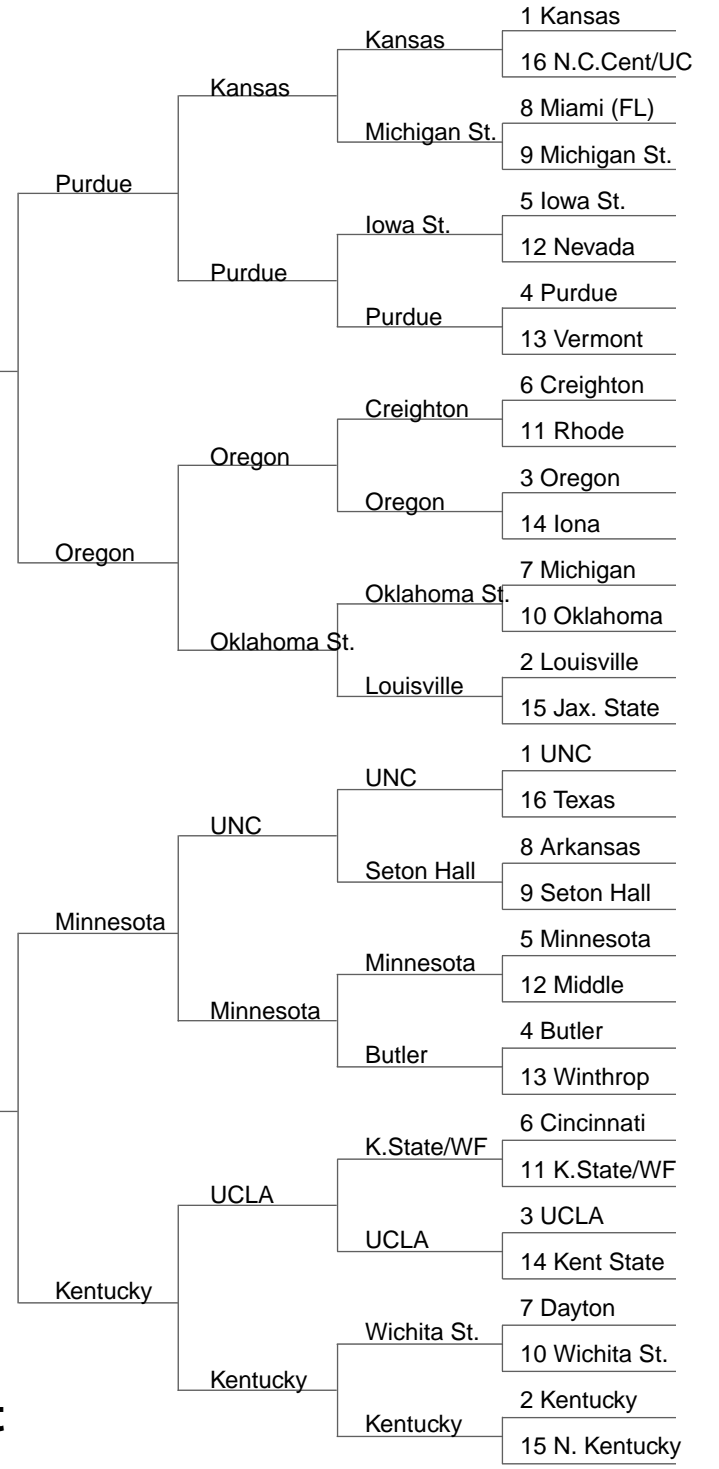 1 Kansas
Kansas
16 N.C.Cent/UC
Kansas
8 Miami (FL)
Michigan St.
9 Michigan St.
Purdue
5 Iowa St.
Iowa St.
12 Nevada
Purdue
4 Purdue
Purdue
13 Vermont
6 Creighton
Creighton
11 Rhode
Oregon
3 Oregon
Oregon
14 Iona
Oregon
7 Michigan
Oklahoma St.
10 Oklahoma
Oklahoma St.
2 Louisville
Louisville
15 Jax. State
1 UNC
UNC
16 Texas
UNC
8 Arkansas
Seton Hall
9 Seton Hall
Minnesota
5 Minnesota
Minnesota
12 Middle
Minnesota
4 Butler
Butler
13 Winthrop
6 Cincinnati
K.State/WF
11 K.State/WF
UCLA
3 UCLA
UCLA
14 Kent State
Kentucky
7 Dayton
Wichita St.
10 Wichita St.
Kentucky
2 Kentucky
Kentucky
15 N. Kentucky